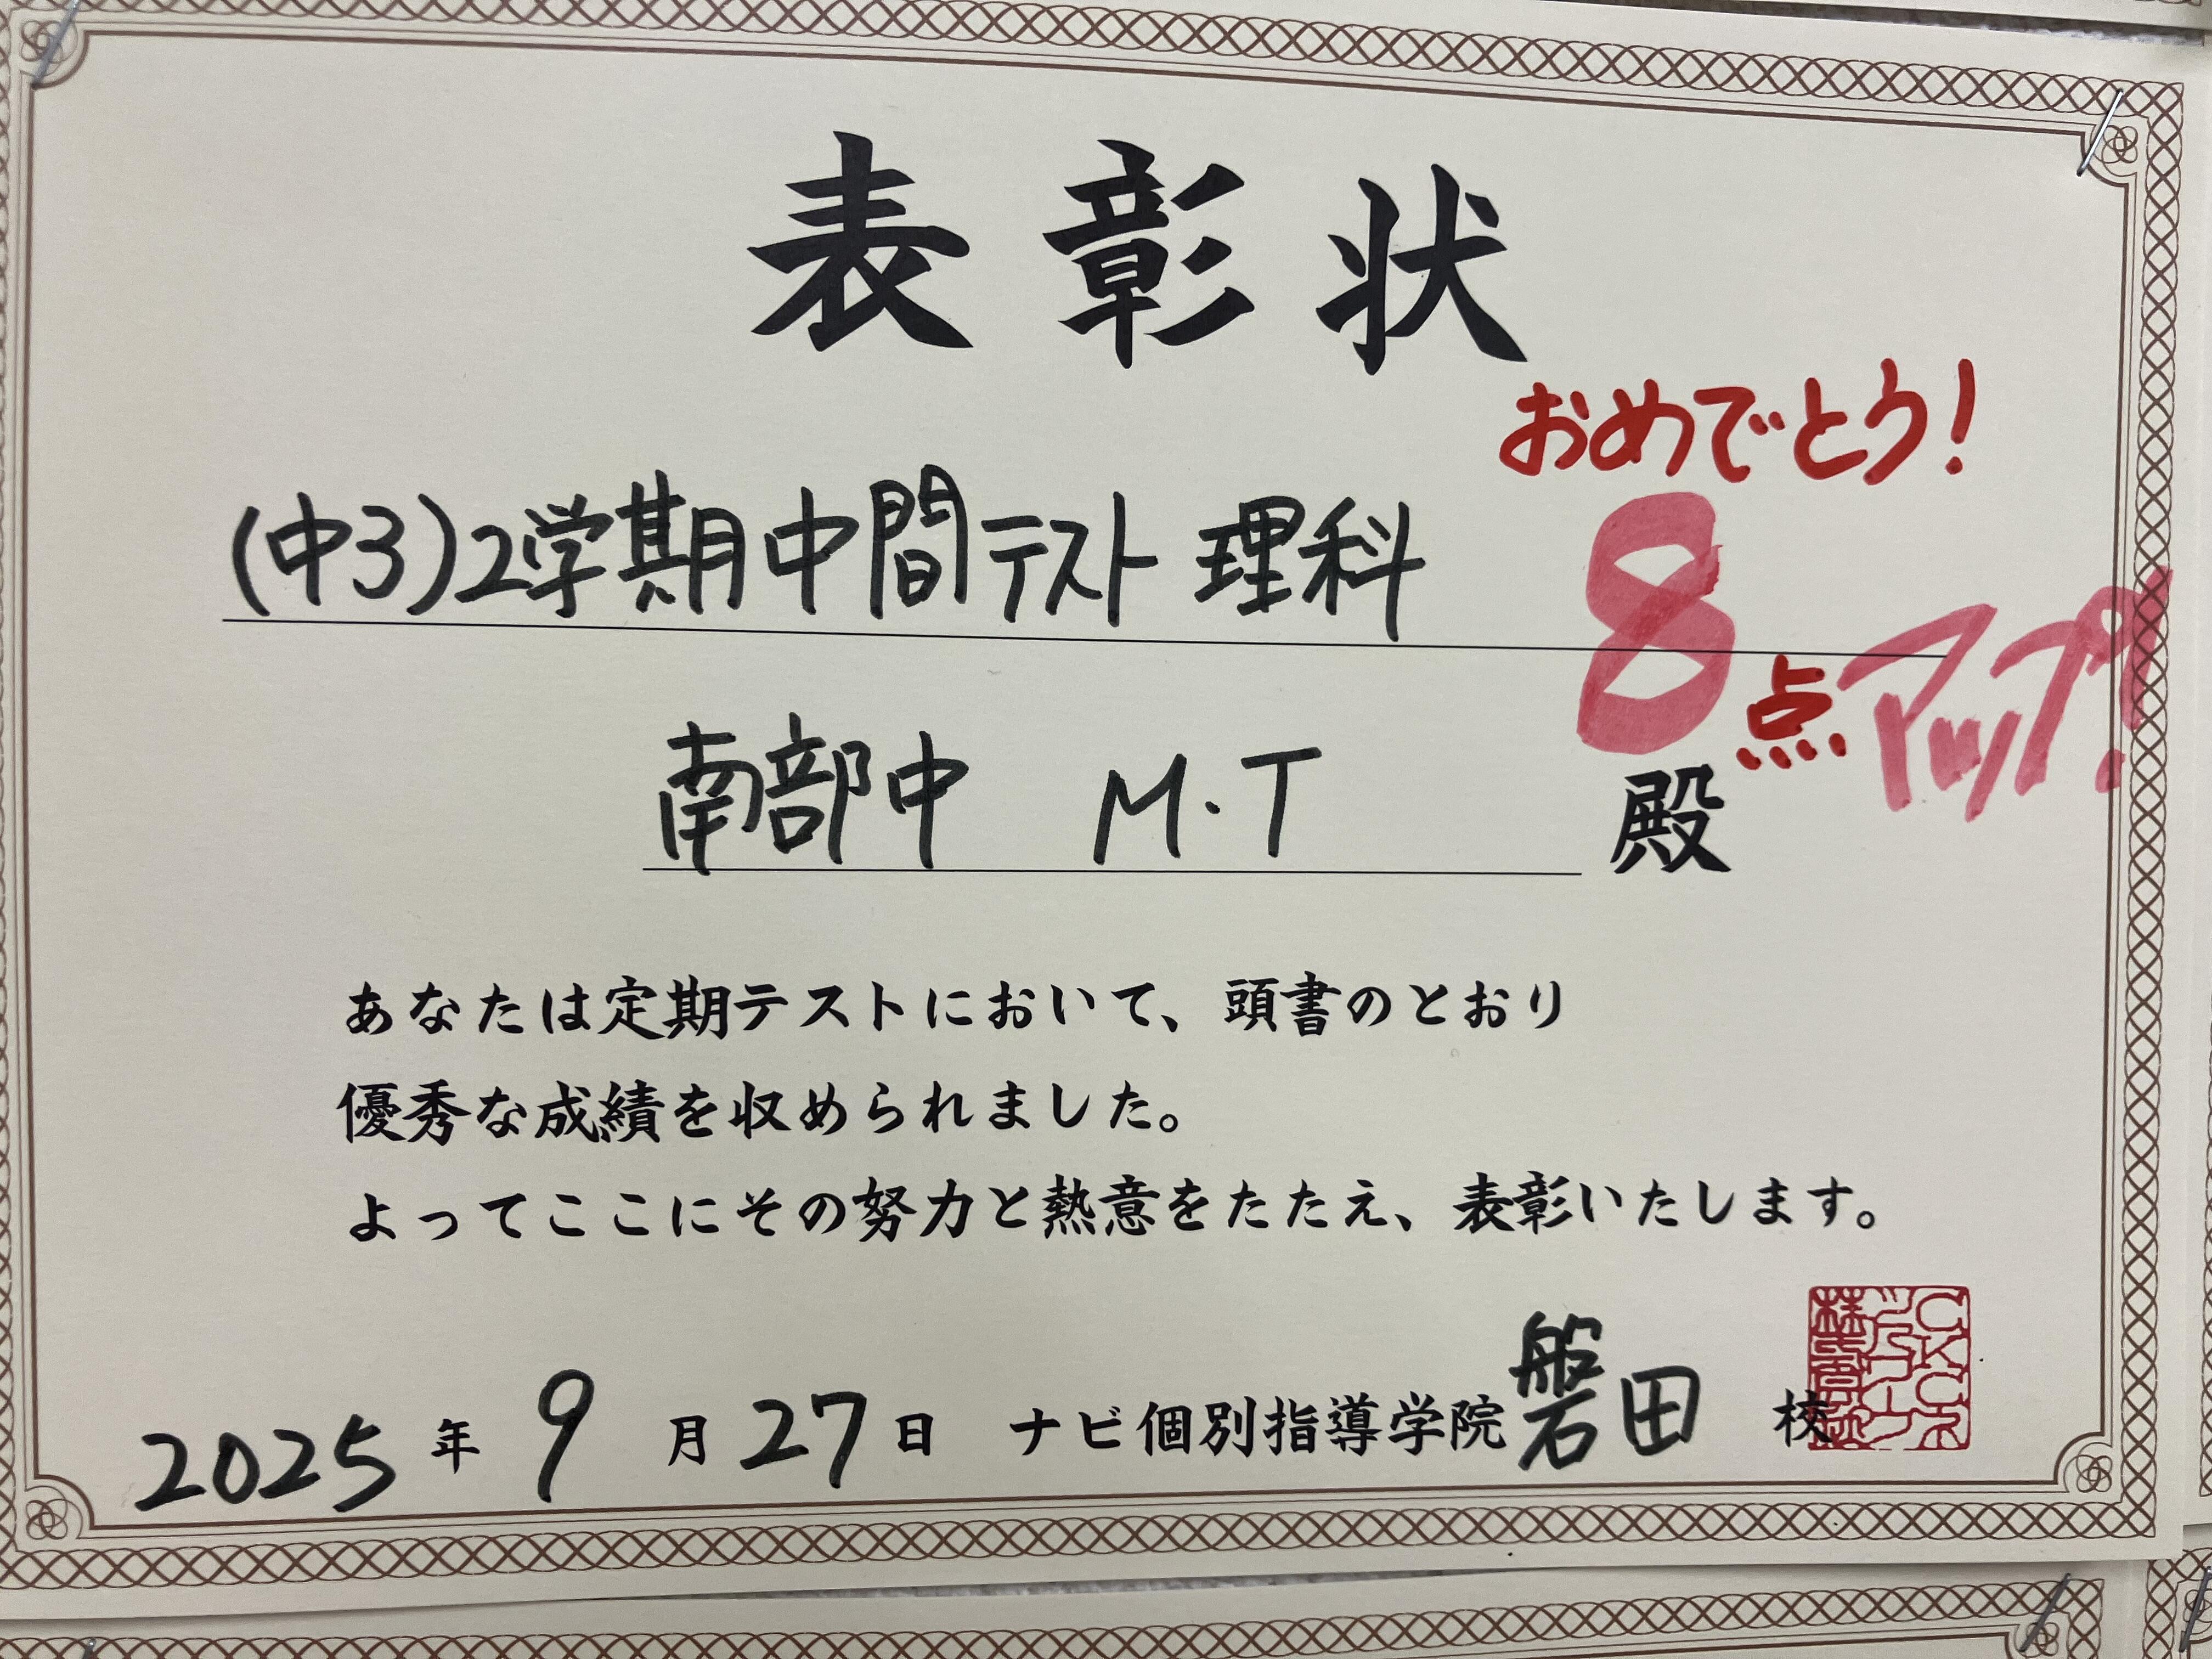 表彰状
おめでとう!
(中3)2学期中間テスト 理科
8点アップ!
南部中 M.T 殿
あなたは定期テストにおいて、頭書のとおり
優秀な成績を収められました。
よってここにその努力と熱意をたたえ、表彰いたします。
2025年9月27日 ナビ個別指導学院磐田校